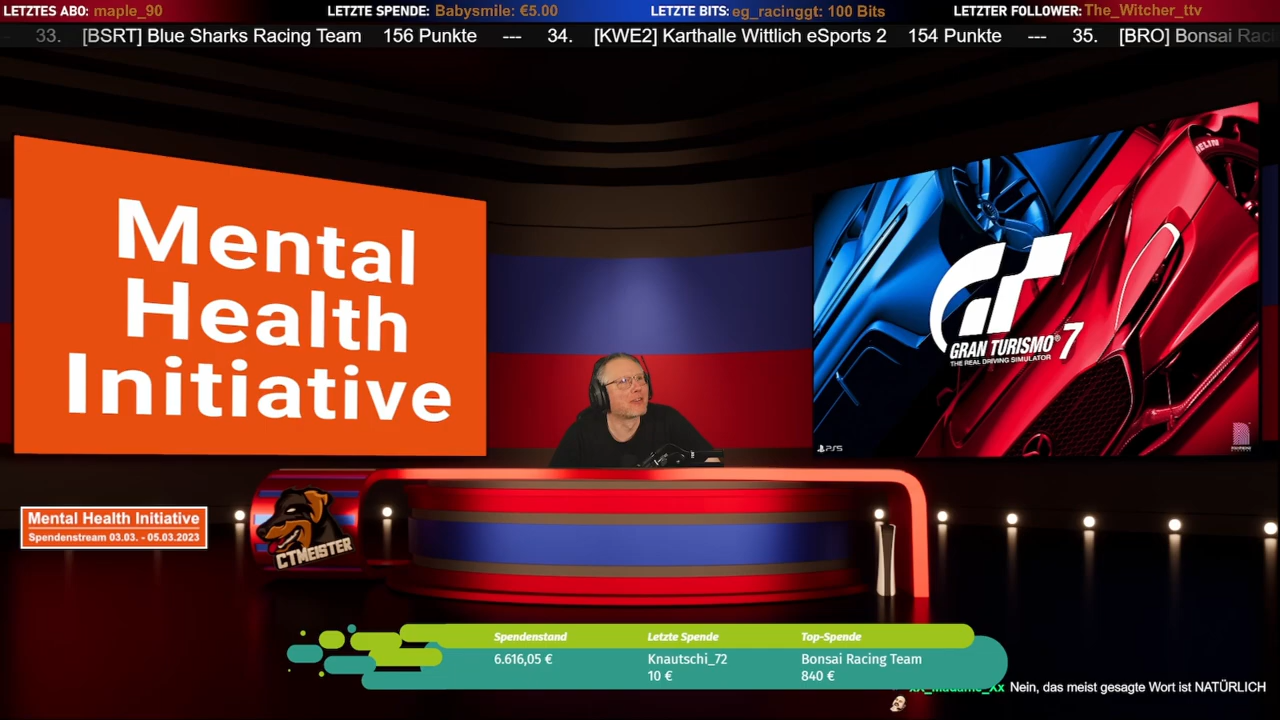 LETZTES ABO: maple_90
LETZTE SPENDE: Babysmile: €5.00
LETZTE BITS: eg_racinggt: 100 Bits
LETZTER FOLLOWER: The_Witcher_ttv
33. [BSRT] Blue Sharks Racing Team 156 Punkte --- 34. [KWE2] Karthalle Wittlich eSports 2 154 Punkte --- 35. [BRO] Bonsai
Mental
Health
Initiative
GT
GRAN TURISMO® 7
THE REAL DRIVING SIMULATOR
PS5
Mental Health Initiative
Spendenstream 03.03. - 05.03.2023
CTMEISTER
Spendenstand Letzte Spende Top-Spende
6.616,05 € Knautschi_72 Bonsai Racing Team
10 € 840 €
Nein, das meist gesagte Wort ist NATÜRLICH